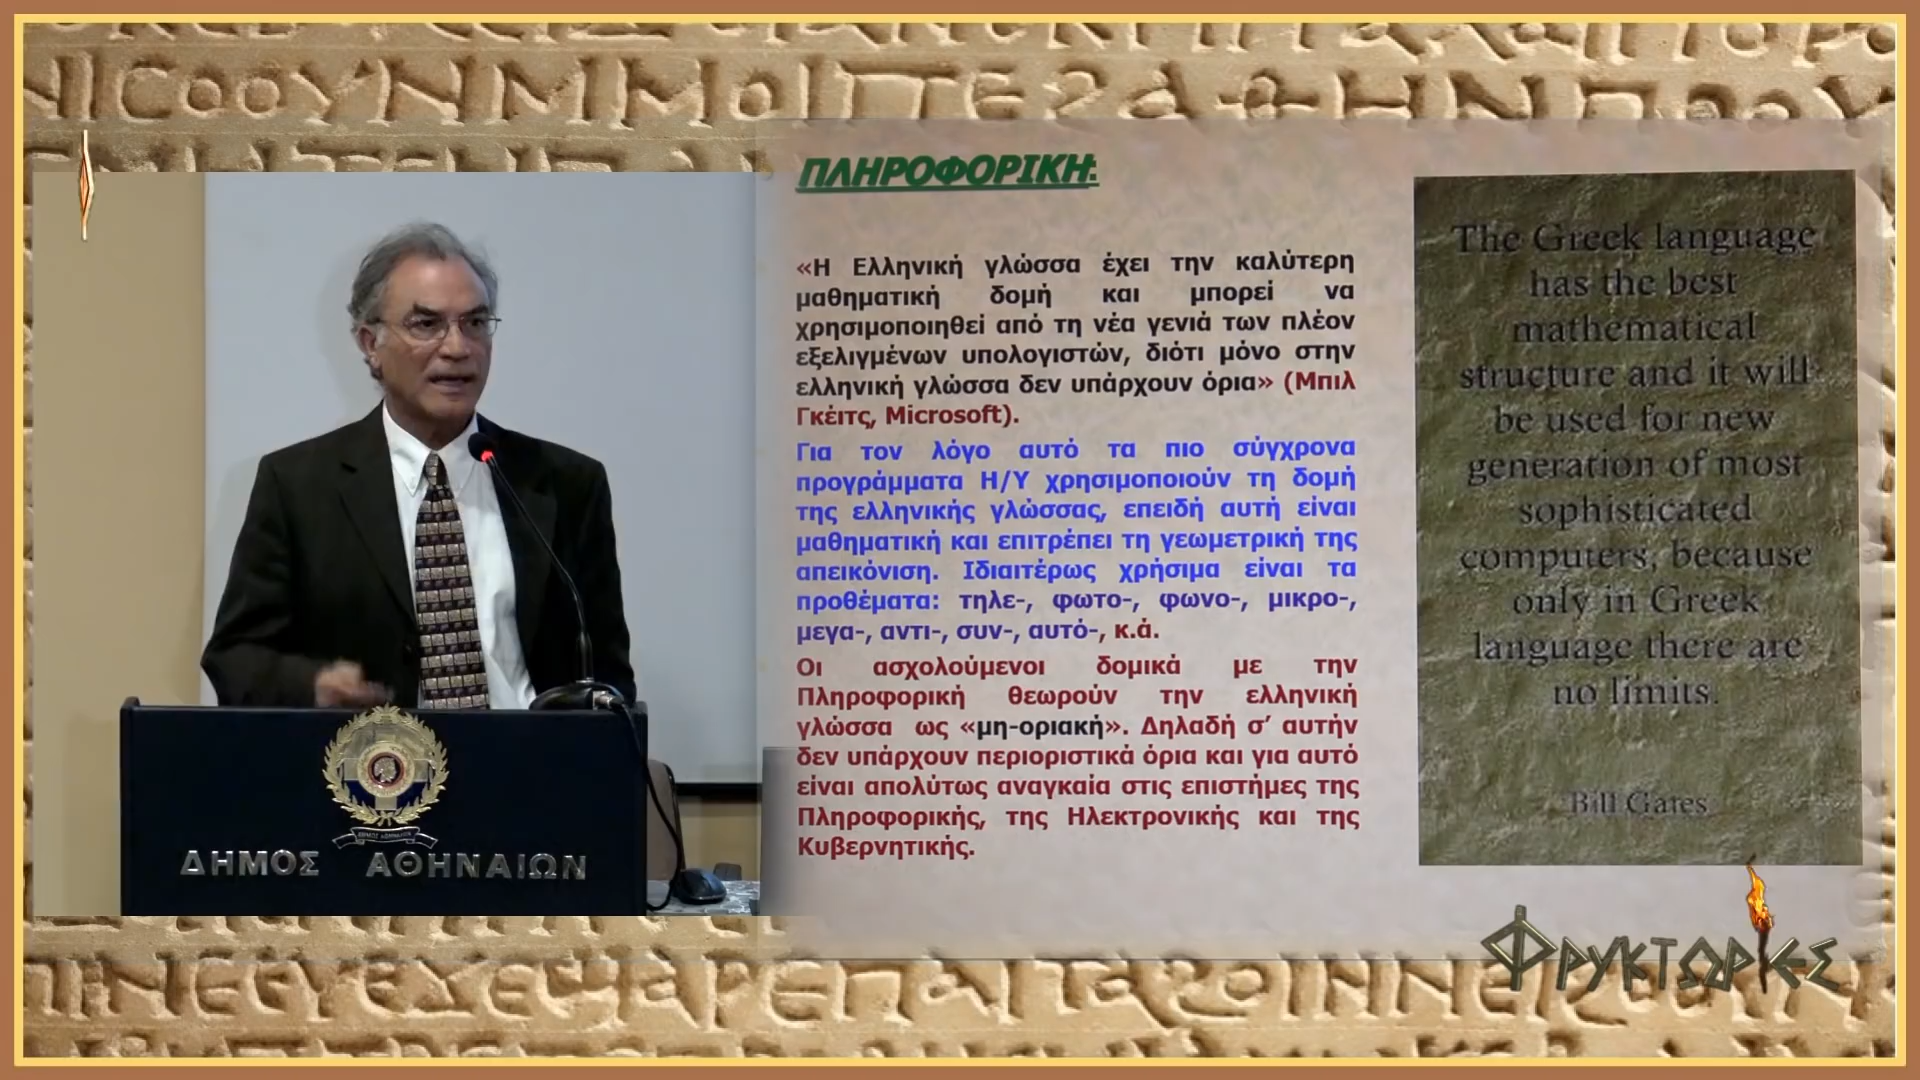 ΠΛΗΡΟΦΟΡΙΚΗ:
«Η Ελληνική γλώσσα έχει την καλύτερη
μαθηματική δομή και μπορεί να
χρησιμοποιηθεί από τη νέα γενιά των πλέον
εξελιγμένων υπολογιστών, διότι μόνο στην
ελληνική γλώσσα δεν υπάρχουν όρια» (Μπιλ
Γκέιτς, Microsoft).
Για τον λόγο αυτό τα πιο σύγχρονα
προγράμματα Η/Υ χρησιμοποιούν τη δομή
της ελληνικής γλώσσας, επειδή αυτή είναι
μαθηματική και επιτρέπει τη γεωμετρική της
απεικόνιση. Ιδιαιτέρως χρήσιμα είναι τα
προθέματα: τηλε-, φωτο-, φωνο-, μικρο-,
μεγα-, αντι-, συν-, αυτό-, κ.ά.
Οι ασχολούμενοι δομικά με την
Πληροφορική θεωρούν την ελληνική
γλώσσα ως «μη-οριακή». Δηλαδή σ’ αυτήν
δεν υπάρχουν περιοριστικά όρια και για αυτό
είναι απολύτως αναγκαία στις επιστήμες της
Πληροφορικής, της Ηλεκτρονικής και της
Κυβερνητικής.
The Greek language
has the best
mathematical
structure and it will
be used for new
generation of most
sophisticated
computers, because
only in Greek
language there are
no limits.
Bill Gates
ΔΗΜΟΣ ΑΘΗΝΑΙΩΝ
ΦΡΥΚΤΩΡΙΕΣ